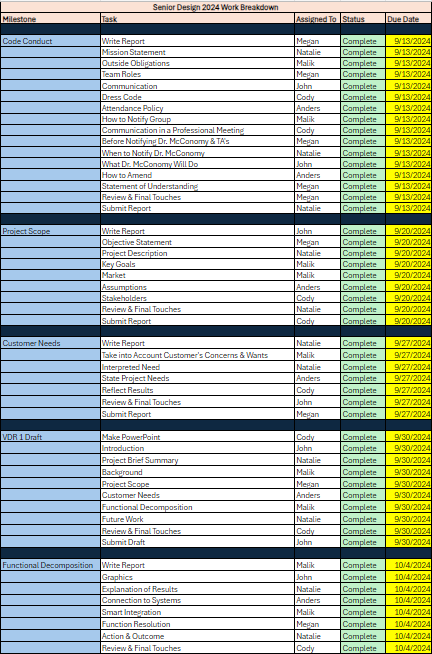 Senior Design 2024 Work Breakdown
Milestone Task Assigned To Status Due Date
Code Conduct Write Report Megan Complete 9/13/2024
Mission Statement Natalie Complete 9/13/2024
Outside Obligations Malik Complete 9/13/2024
Team Roles Megan Complete 9/13/2024
Communication John Complete 9/13/2024
Dress Code Cody Complete 9/13/2024
Attendance Policy Anders Complete 9/13/2024
How to Notify Group Malik Complete 9/13/2024
Communication in a Professional Meeting Cody Complete 9/13/2024
Before Notifying Dr. McConomy & TA's Megan Complete 9/13/2024
When to Notify Dr. McConomy Natalie Complete 9/13/2024
What Dr. McConomy Will Do John Complete 9/13/2024
How to Amend Anders Complete 9/13/2024
Statement of Understanding Megan Complete 9/13/2024
Review & Final Touches Megan Complete 9/13/2024
Submit Report Natalie Complete 9/13/2024
Project Scope Write Report John Complete 9/20/2024
Objective Statement Megan Complete 9/20/2024
Project Description Natalie Complete 9/20/2024
Key Goals Malik Complete 9/20/2024
Market Malik Complete 9/20/2024
Assumptions Anders Complete 9/20/2024
Stakeholders Cody Complete 9/20/2024
Review & Final Touches Natalie Complete 9/20/2024
Submit Report Cody Complete 9/20/2024
Customer Needs Write Report Natalie Complete 9/27/2024
Take into Account Customer's Concerns & Wants Malik Complete 9/27/2024
Interpreted Need Natalie Complete 9/27/2024
State Project Needs Anders Complete 9/27/2024
Reflect Results Cody Complete 9/27/2024
Review & Final Touches John Complete 9/27/2024
Submit Report Megan Complete 9/27/2024
VDR 1 Draft Make PowerPoint Cody Complete 9/30/2024
Introduction John Complete 9/30/2024
Project Brief Summary Natalie Complete 9/30/2024
Background Malik Complete 9/30/2024
Project Scope Megan Complete 9/30/2024
Customer Needs Anders Complete 9/30/2024
Functional Decomposition Malik Complete 9/30/2024
Future Work Natalie Complete 9/30/2024
Review & Final Touches Cody Complete 9/30/2024
Submit Draft John Complete 9/30/2024
Functional Decomposition Write Report Malik Complete 10/4/2024
Graphics John Complete 10/4/2024
Explanation of Results Natalie Complete 10/4/2024
Connection to Systems Anders Complete 10/4/2024
Smart Integration Malik Complete 10/4/2024
Function Resolution Megan Complete 10/4/2024
Action & Outcome Natalie Complete 10/4/2024
Review & Final Touches Cody Complete 10/4/2024